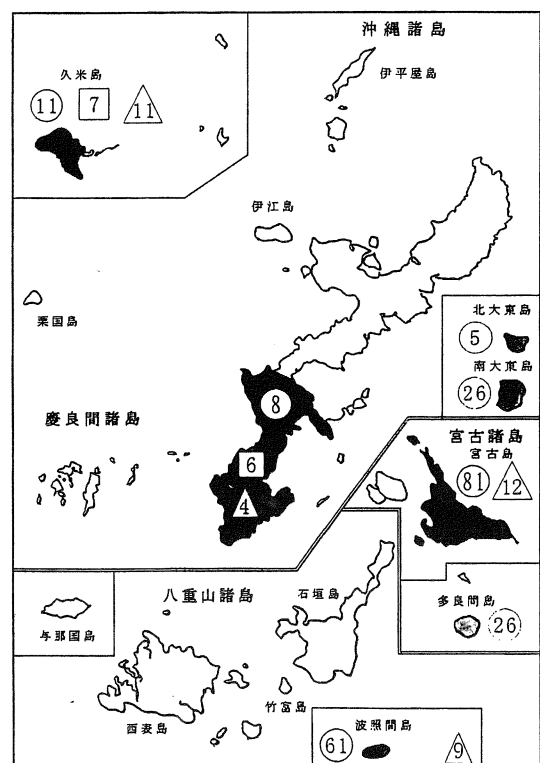 沖縄諸島
久米島
11 7 11
伊平屋島
伊江島
粟国島
北大東島
5
南大東島
26
8
慶良間諸島
6
4
宮古諸島
宮古島
81 12
多良間島
26
八重山諸島
石垣島
与那国島
竹富島
西表島
波照間島
61 9